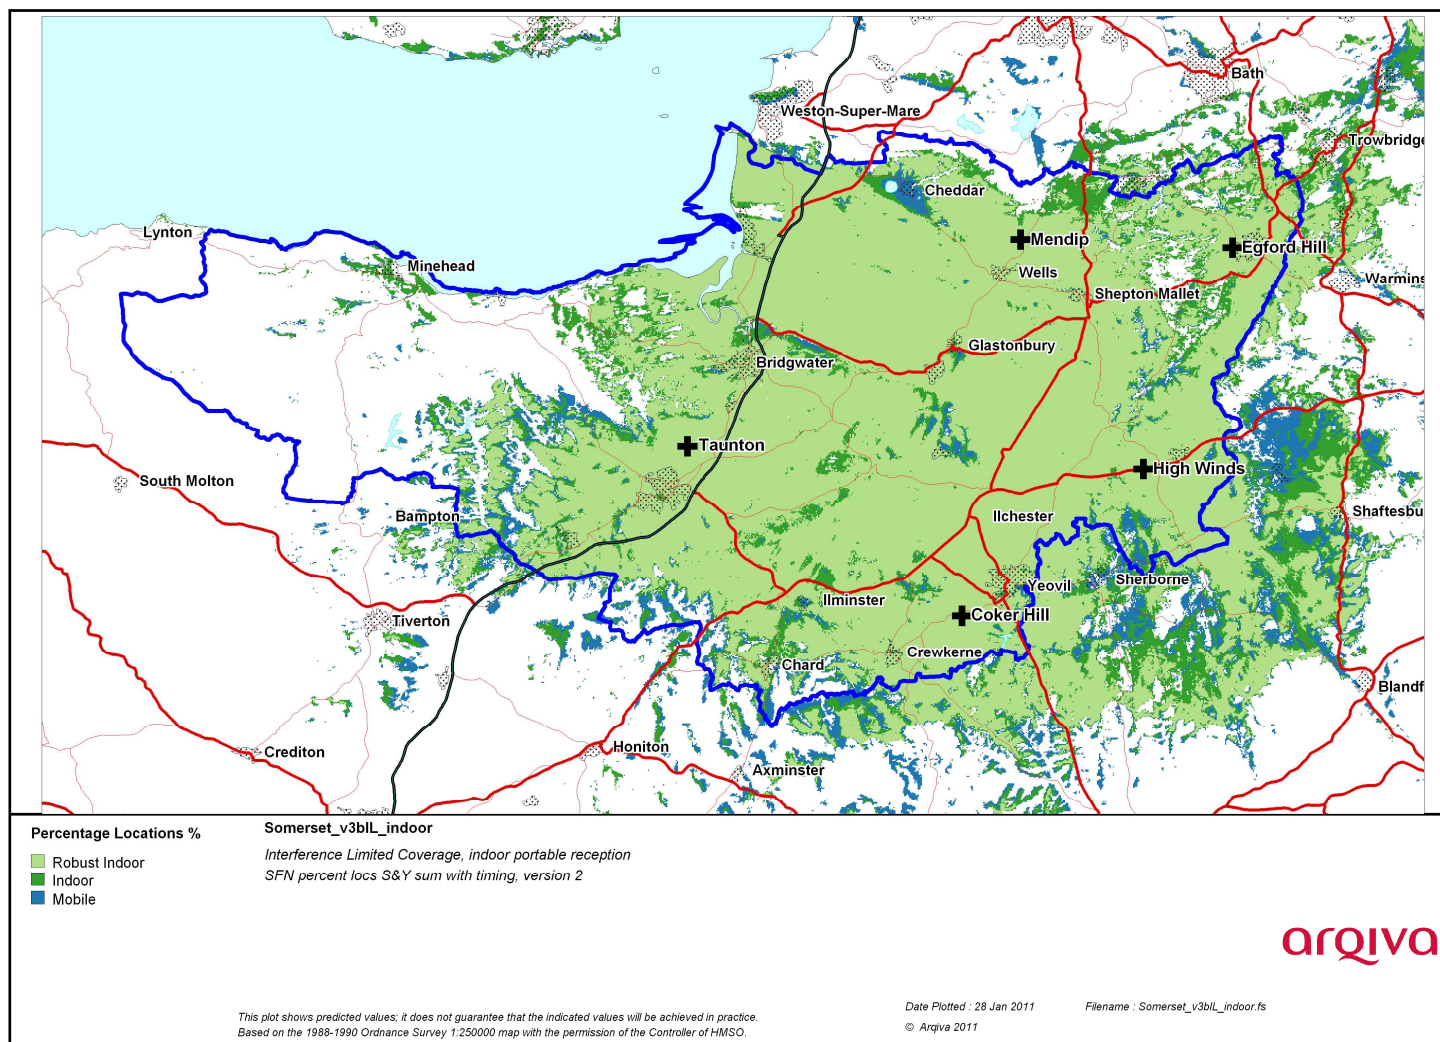 Bath
Weston-Super-Mare
Trowbridge
Cheddar
Lynton
Mendip
Egford Hill
Minehead
Wells
Warmins
Shepton Mallet
Glastonbury
Bridgwater
Taunton
High Winds
South Molton
Bampton
Ilchester
Shaftesbu
Sherborne
Yeovil
Ilminster
Coker Hill
Tiverton
Crewkerne
Chard
Blandf
Honiton
Crediton
Axminster
Percentage Locations %
Robust Indoor
Indoor
Mobile
Somerset_v3bIL_indoor
Interference Limited Coverage, indoor portable reception
SFN percent locs S&Y sum with timing, version 2
arqiva
This plot shows predicted values; it does not guarantee that the indicated values will be achieved in practice.
Based on the 1988-1990 Ordnance Survey 1:250000 map with the permission of the Controller of HMSO.
Date Plotted : 28 Jan 2011
Filename : Somerset_v3bIL_indoor.fs
© Arqiva 2011